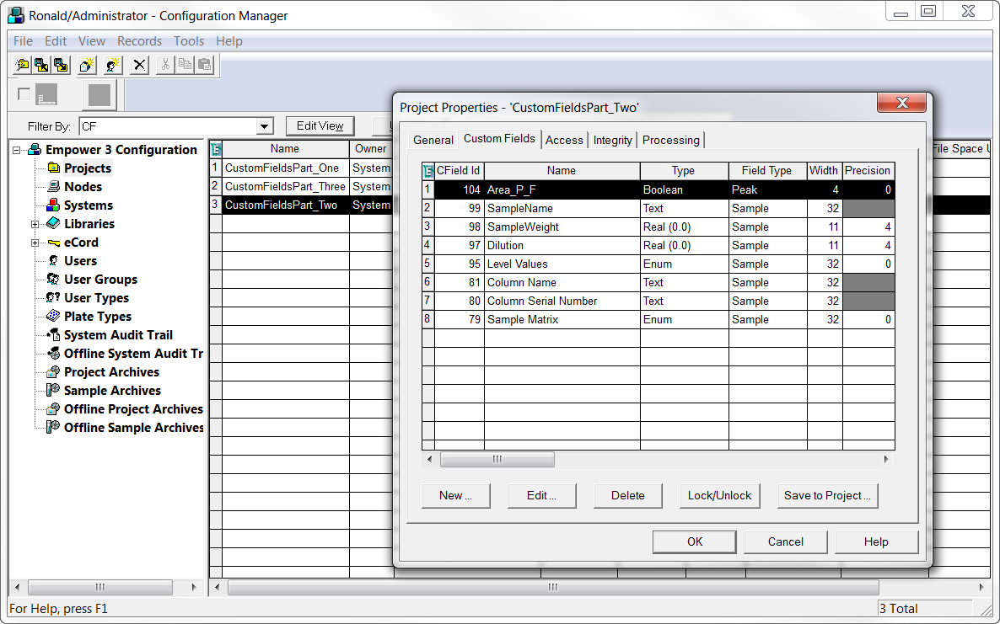 Ronald/Administrator - Configuration Manager
File Edit View Records Tools Help
Filter By: CF Edit View
Empower 3 Configuration
Projects
Nodes
Systems
Libraries
eCord
Users
User Groups
User Types
Plate Types
System Audit Trail
Offline System Audit Tr
Project Archives
Sample Archives
Offline Project Archives
Offline Sample Archives
Name Owner File Space U
1 CustomFieldsPart_One System
2 CustomFieldsPart_Three System
3 CustomFieldsPart_Two System
Project Properties - 'CustomFieldsPart_Two'
General Custom Fields Access Integrity Processing
CField Id Name Type Field Type Width Precision
1 104 Area_P_F Boolean Peak 4 0
2 99 SampleName Text Sample 32
3 98 SampleWeight Real (0.0) Sample 11 4
4 97 Dilution Real (0.0) Sample 11 4
5 95 Level Values Enum Sample 32 0
6 81 Column Name Text Sample 32
7 80 Column Serial Number Text Sample 32
8 79 Sample Matrix Enum Sample 32 0
New ... Edit ... Delete Lock/Unlock Save to Project ...
OK Cancel Help
For Help, press F1 3 Total